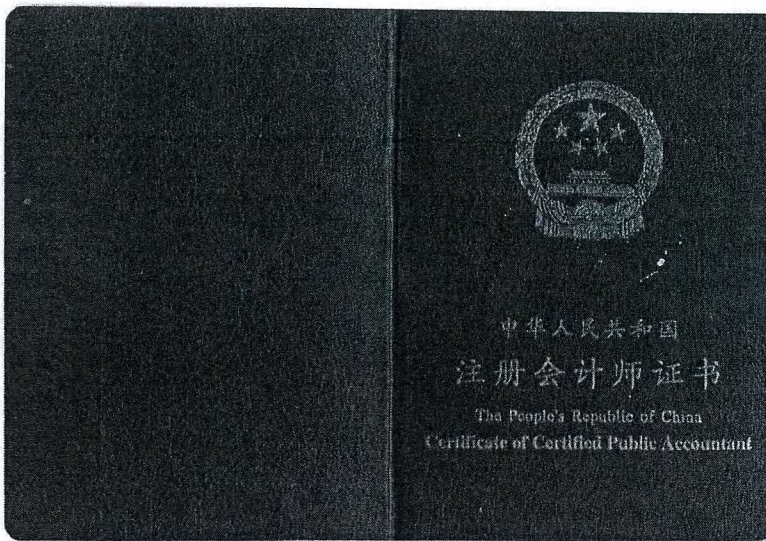 中华人民共和国
注册会计师证书
The People's Republic of China
Certificate of Certified Public Accountant